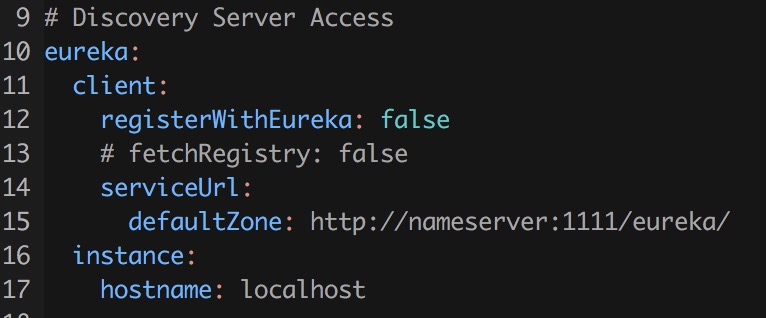 9 # Discovery Server Access
10 eureka:
11   client:
12     registerWithEureka: false
13     # fetchRegistry: false
14     serviceUrl:
15       defaultZone: http://nameserver:1111/eureka/
16   instance:
17     hostname: localhost